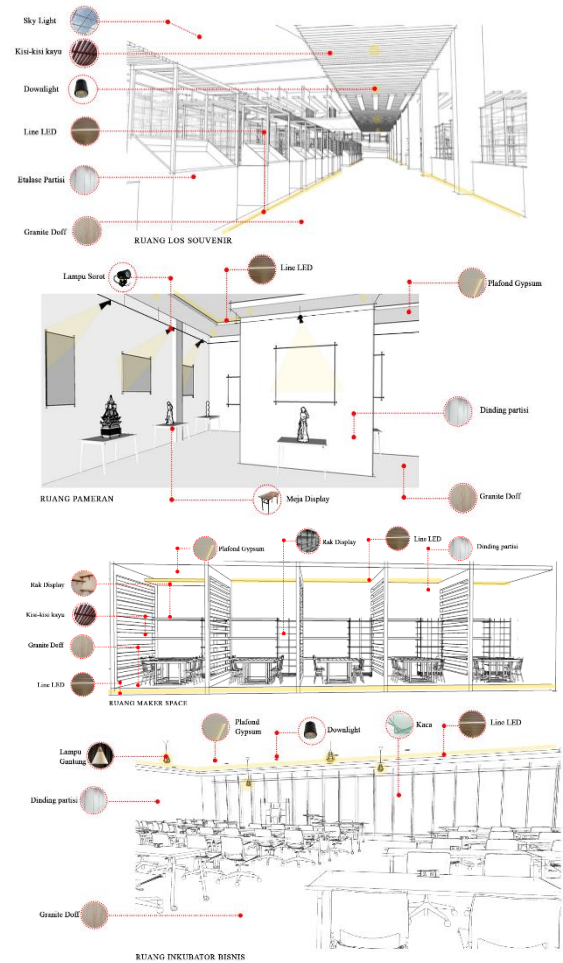 Sky Light
Kisi-kisi kayu
Downlight
Line LED
Etalase Partisi
Granite Doff
RUANG LOS SOUVENIR
Lampu Sorot
Line LED
Plafond Gypsum
Dinding partisi
Granite Doff
Meja Display
RUANG PAMERAN
Plafond Gypsum
Rak Display
Line LED
Dinding partisi
Rak Display
Kisi-kisi kayu
Granite Doff
Line LED
RUANG MAKER SPACE
Lampu
Gantung
Plafond
Gypsum
Downlight
Kaca
Line LED
Dinding partisi
Granite Doff
RUANG INKUBATOR BISNIS